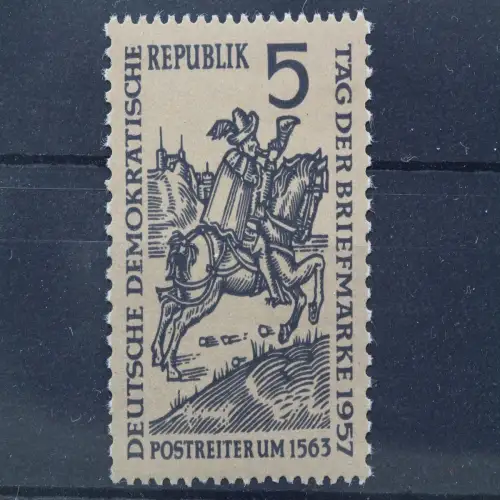 DEUTSCHE DEMOKRATISCHE
REPUBLIK
5
TAG DER BRIEFMARKE 1957
POSTREITER UM 1563